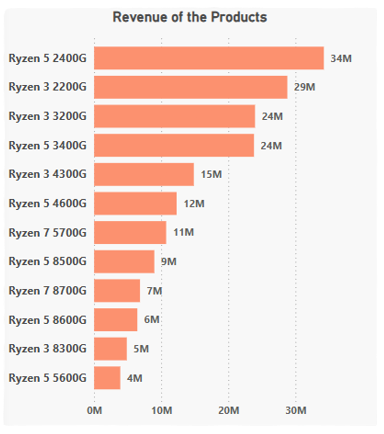 Revenue of the Products
Ryzen 5 2400G 34M
Ryzen 3 2200G 29M
Ryzen 3 3200G 24M
Ryzen 5 3400G 24M
Ryzen 3 4300G 15M
Ryzen 5 4600G 12M
Ryzen 7 5700G 11M
Ryzen 5 8500G 9M
Ryzen 7 8700G 7M
Ryzen 5 8600G 6M
Ryzen 3 8300G 5M
Ryzen 5 5600G 4M
0M 10M 20M 30M